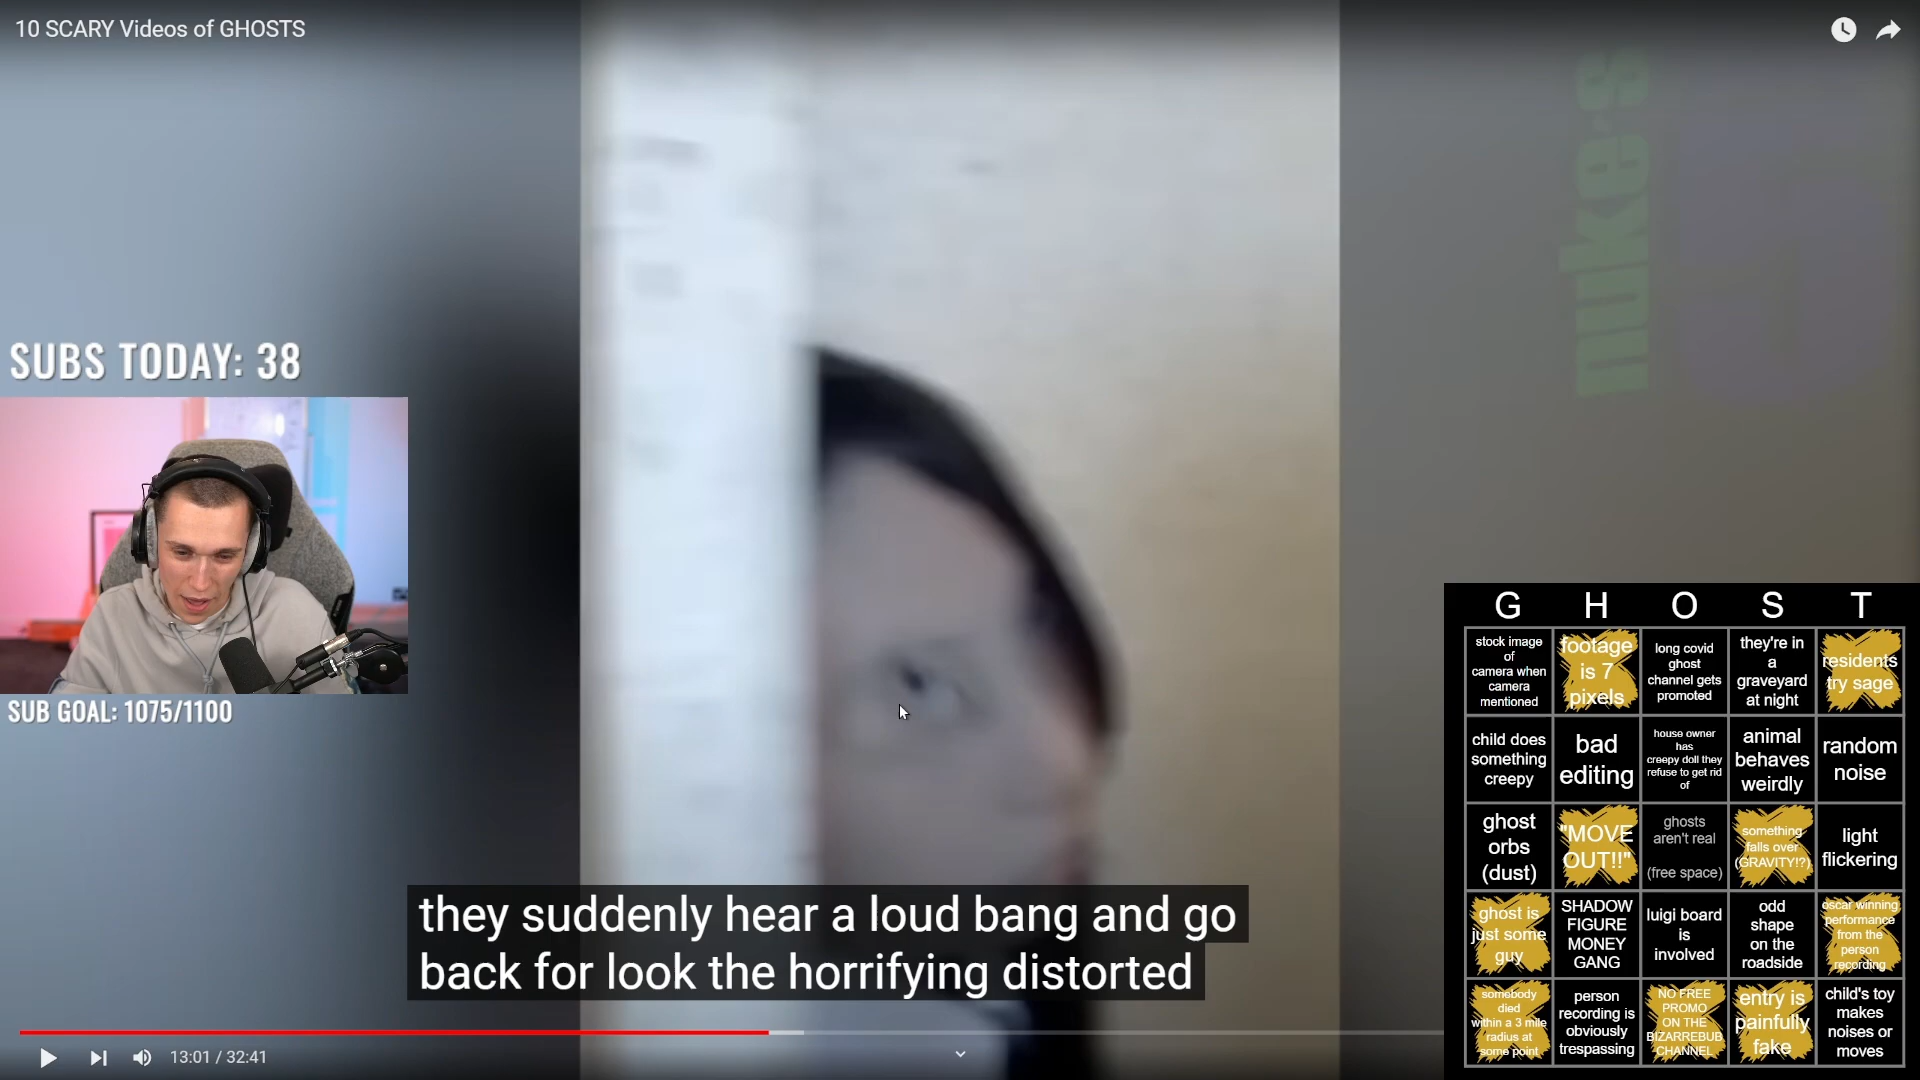 10 SCARY Videos of GHOSTS
nuke's
SUBS TODAY: 38
SUB GOAL: 1075/1100
they suddenly hear a loud bang and go
back for look the horrifying distorted
13:01 / 32:41
G H O S T
stock image
of
camera when
camera
mentioned
footage
is 7
pixels
long covid
ghost
channel gets
promoted
they're in
a
graveyard
at night
residents
try sage
child does
something
creepy
bad
editing
house owner
has
creepy doll they
refuse to get rid
of
animal
behaves
weirdly
random
noise
ghost
orbs
(dust)
"MOVE
OUT!!"
ghosts
aren't real
(free space)
something
falls over
(GRAVITY!?)
light
flickering
ghost is
just some
guy
SHADOW
FIGURE
MONEY
GANG
luigi board
is
involved
odd
shape
on the
roadside
oscar winning
performance
from the
person
recording
somebody
died
within a 3 mile
radius at
some point
person
recording is
obviously
trespassing
NO FREE
PROMO
ON THE
BIZARREBUB
CHANNEL
entry is
painfully
fake
child's toy
makes
noises or
moves